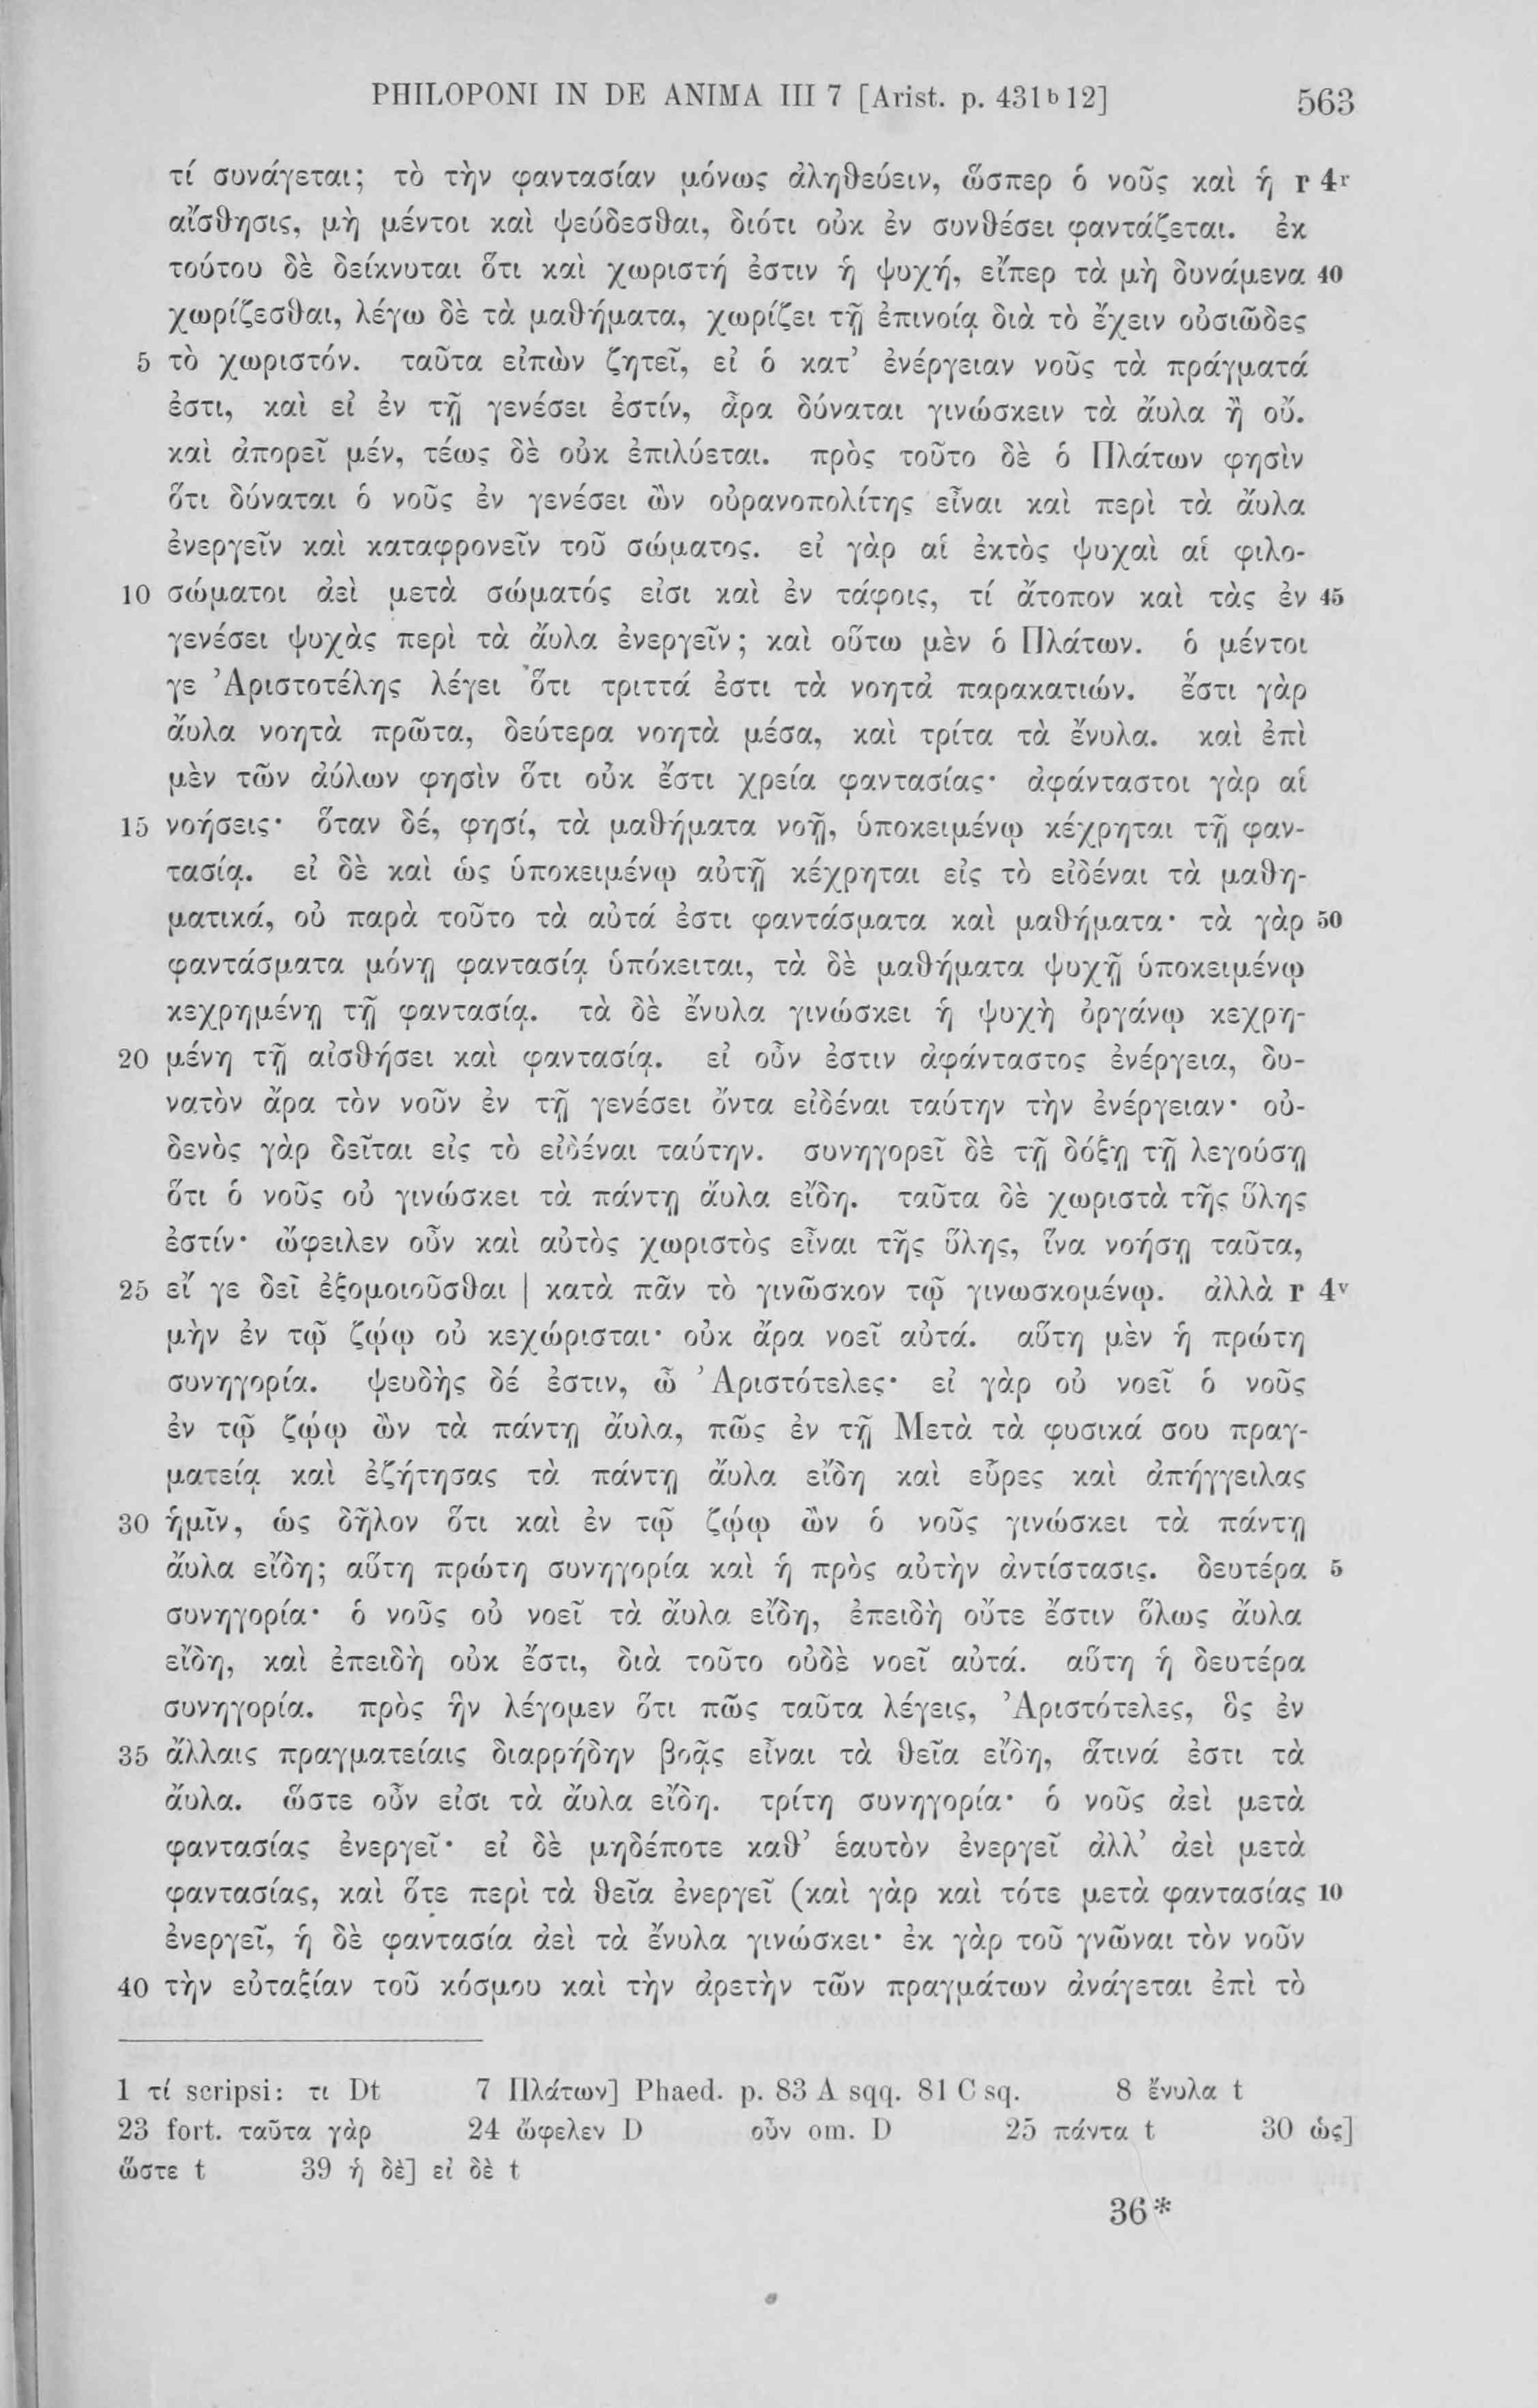 PHILOPONI IN DE ANIMA III 7 [Arist. p. 431ᵇ12] 563
τί συνάγεται; τὸ τὴν φαντασίαν μόνως ἀληθεύειν, ὥσπερ ὁ νοῦς καὶ ἡ r 4ʳ
αἴσθησις, μὴ μέντοι καὶ ψεύδεσθαι, διότι οὐκ ἐν συνθέσει φαντάζεται. ἐκ
τούτου δὲ δείκνυται ὅτι καὶ χωριστή ἐστιν ἡ ψυχή, εἴπερ τὰ μὴ δυνάμενα 40
χωρίζεσθαι, λέγω δὲ τὰ μαθήματα, χωρίζει τῇ ἐπινοίᾳ διὰ τὸ ἔχειν οὐσιῶδες
5 τὸ χωριστόν. ταῦτα εἰπὼν ζητεῖ, εἰ ὁ κατ’ ἐνέργειαν νοῦς τὰ πράγματά
ἐστι, καὶ εἰ ἐν τῇ γενέσει ἐστίν, ἆρα δύναται γινώσκειν τὰ ἄυλα ἢ οὔ.
καὶ ἀπορεῖ μέν, τέως δὲ οὐκ ἐπιλύεται. πρὸς τοῦτο δὲ ὁ Πλάτων φησὶν
ὅτι δύναται ὁ νοῦς ἐν γενέσει ὢν οὐρανοπολίτης εἶναι καὶ περὶ τὰ ἄυλα
ἐνεργεῖν καὶ καταφρονεῖν τοῦ σώματος. εἰ γὰρ αἱ ἐκτὸς ψυχαὶ αἱ φιλο-
10 σώματοι ἀεὶ μετὰ σώματός εἰσι καὶ ἐν τάφοις, τί ἄτοπον καὶ τὰς ἐν 45
γενέσει ψυχὰς περὶ τὰ ἄυλα ἐνεργεῖν; καὶ οὕτω μὲν ὁ Πλάτων. ὁ μέντοι
γε Ἀριστοτέλης λέγει ὅτι τριττά ἐστι τὰ νοητὰ παρακατιών. ἔστι γὰρ
ἄυλα νοητὰ πρῶτα, δεύτερα νοητὰ μέσα, καὶ τρίτα τὰ ἔνυλα. καὶ ἐπὶ
μὲν τῶν ἀύλων φησὶν ὅτι οὐκ ἔστι χρεία φαντασίας· ἀφάνταστοι γὰρ αἱ
15 νοήσεις· ὅταν δέ, φησί, τὰ μαθήματα νοῇ, ὑποκειμένῳ κέχρηται τῇ φαν-
τασίᾳ. εἰ δὲ καὶ ὡς ὑποκειμένῳ αὐτῇ κέχρηται εἰς τὸ εἰδέναι τὰ μαθη-
ματικά, οὐ παρὰ τοῦτο τὰ αὐτά ἐστι φαντάσματα καὶ μαθήματα· τὰ γὰρ 50
φαντάσματα μόνῃ φαντασίᾳ ὑπόκειται, τὰ δὲ μαθήματα ψυχῇ ὑποκειμένῳ
κεχρημένῃ τῇ φαντασίᾳ. τὰ δὲ ἔνυλα γινώσκει ἡ ψυχὴ ὀργάνῳ κεχρη-
20 μένη τῇ αἰσθήσει καὶ φαντασίᾳ. εἰ οὖν ἐστιν ἀφάνταστος ἐνέργεια, δυ-
νατὸν ἄρα τὸν νοῦν ἐν τῇ γενέσει ὄντα εἰδέναι ταύτην τὴν ἐνέργειαν· οὐ-
δενὸς γὰρ δεῖται εἰς τὸ εἰδέναι ταύτην. συνηγορεῖ δὲ τῇ δόξῃ τῇ λεγούσῃ
ὅτι ὁ νοῦς οὐ γινώσκει τὰ πάντῃ ἄυλα εἴδη. ταῦτα δὲ χωριστὰ τῆς ὕλης
ἐστίν· ὤφειλεν οὖν καὶ αὐτὸς χωριστὸς εἶναι τῆς ὕλης, ἵνα νοήσῃ ταῦτα,
25 εἴ γε δεῖ ἐξομοιοῦσθαι | κατὰ πᾶν τὸ γινῶσκον τῷ γινωσκομένῳ. ἀλλὰ r 4ᵛ
μὴν ἐν τῷ ζῴῳ οὐ κεχώρισται· οὐκ ἄρα νοεῖ αὐτά. αὕτη μὲν ἡ πρώτη
συνηγορία. ψευδὴς δέ ἐστιν, ὦ Ἀριστότελες· εἰ γὰρ οὐ νοεῖ ὁ νοῦς
ἐν τῷ ζῴῳ ὢν τὰ πάντῃ ἄυλα, πῶς ἐν τῇ Μετὰ τὰ φυσικά σου πραγ-
ματείᾳ καὶ ἐζήτησας τὰ πάντῃ ἄυλα εἴδη καὶ εὗρες καὶ ἀπήγγειλας
30 ἡμῖν, ὡς δῆλον ὅτι καὶ ἐν τῷ ζῴῳ ὢν ὁ νοῦς γινώσκει τὰ πάντῃ
ἄυλα εἴδη; αὕτη πρώτη συνηγορία καὶ ἡ πρὸς αὐτὴν ἀντίστασις. δευτέρα 5
συνηγορία· ὁ νοῦς οὐ νοεῖ τὰ ἄυλα εἴδη, ἐπειδὴ οὔτε ἔστιν ὅλως ἄυλα
εἴδη, καὶ ἐπειδὴ οὐκ ἔστι, διὰ τοῦτο οὐδὲ νοεῖ αὐτά. αὕτη ἡ δευτέρα
συνηγορία. πρὸς ἣν λέγομεν ὅτι πῶς ταῦτα λέγεις, Ἀριστότελες, ὃς ἐν
35 ἄλλαις πραγματείαις διαρρήδην βοᾷς εἶναι τὰ θεῖα εἴδη, ἅτινά ἐστι τὰ
ἄυλα. ὥστε οὖν εἰσι τὰ ἄυλα εἴδη. τρίτη συνηγορία· ὁ νοῦς ἀεὶ μετὰ
φαντασίας ἐνεργεῖ· εἰ δὲ μηδέποτε καθ’ ἑαυτὸν ἐνεργεῖ ἀλλ’ ἀεὶ μετὰ
φαντασίας, καὶ ὅτε περὶ τὰ θεῖα ἐνεργεῖ (καὶ γὰρ καὶ τότε μετὰ φαντασίας 10
ἐνεργεῖ, ἡ δὲ φαντασία ἀεὶ τὰ ἔνυλα γινώσκει· ἐκ γὰρ τοῦ γνῶναι τὸν νοῦν
40 τὴν εὐταξίαν τοῦ κόσμου καὶ τὴν ἀρετὴν τῶν πραγμάτων ἀνάγεται ἐπὶ τὸ
1 τί scripsi: τι Dt 7 Πλάτων] Phaed. p. 83 A sqq. 81 C sq. 8 ἔνυλα t
23 fort. ταῦτα γὰρ 24 ὤφελεν D οὖν om. D 25 πάντα t 30 ὡς]
ὥστε t 39 ἡ δὲ] εἰ δὲ t
36*